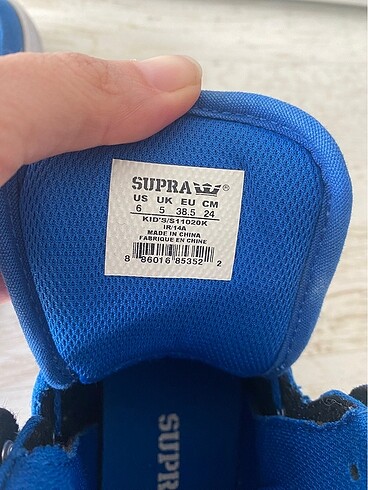 SUPRA ®
US UK EU CM
6 5 38.5 24
KID'S/S11020K
IR/14A
MADE IN CHINA
FABRIQUE EN CHINE
8 86016 85352 2
SUPRA